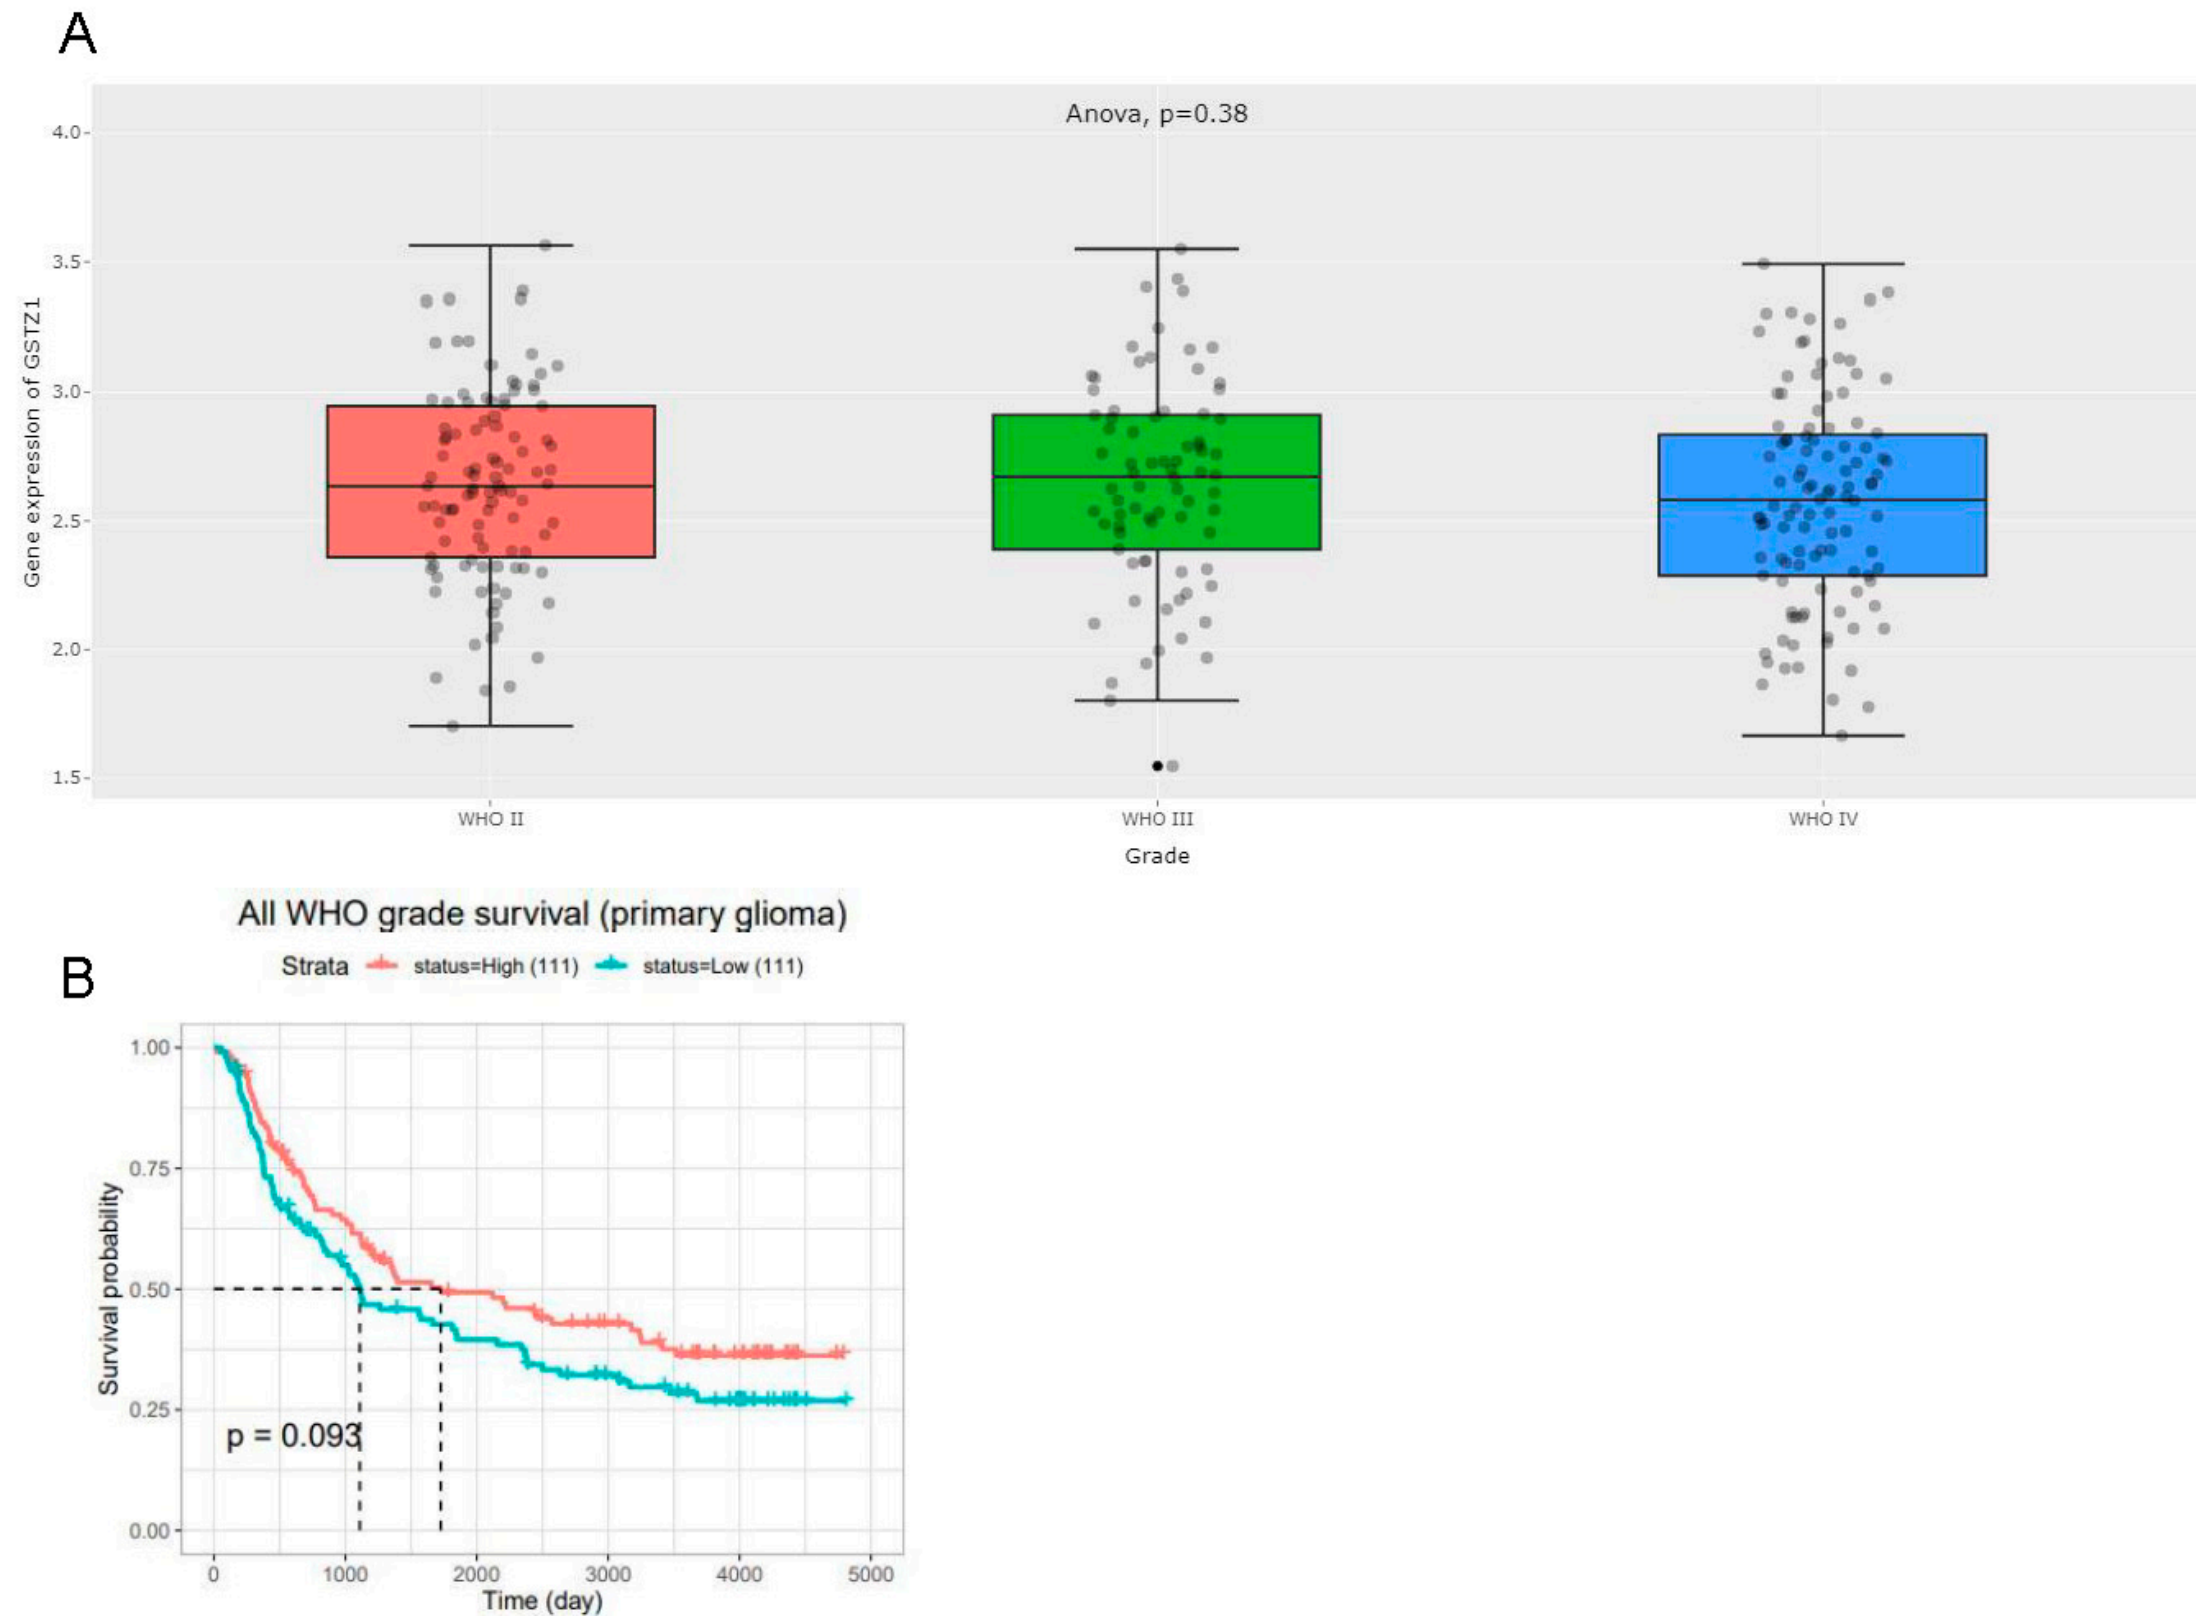 A
Anova, p=0.38
4.0
3.5
3.0
2.5
2.0
1.5
Gene expression of GSTZ1
WHO II
WHO III
WHO IV
Grade
All WHO grade survival (primary glioma)
Strata status=High (111) status=Low (111)
B
1.00
0.75
0.50
0.25
0.00
Survival probability
p = 0.093
0 1000 2000 3000 4000 5000
Time (day)